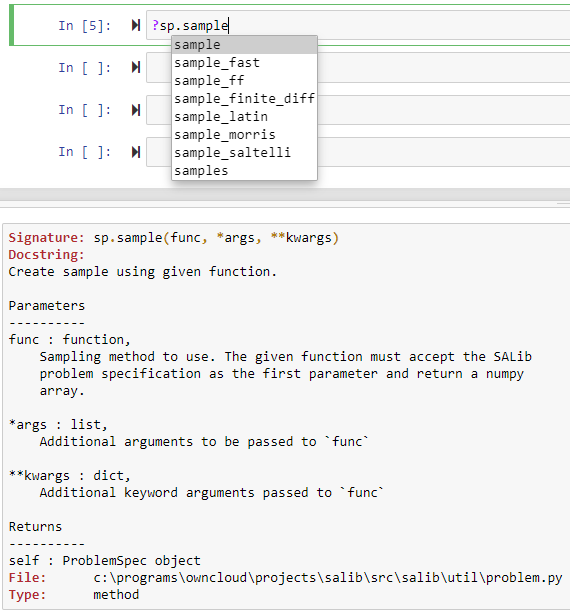 In [5]: ?sp.sample
sample
sample_fast
In [ ]:
sample_ff
sample_finite_diff
In [ ]:
sample_latin
sample_morris
In [ ]:
sample_saltelli
samples
Signature: sp.sample(func, *args, **kwargs)
Docstring:
Create sample using given function.
Parameters
----------
func : function,
Sampling method to use. The given function must accept the SALib
problem specification as the first parameter and return a numpy
array.
*args : list,
Additional arguments to be passed to `func`
**kwargs : dict,
Additional keyword arguments passed to `func`
Returns
----------
self : ProblemSpec object
File: c:\programs\owncloud\projects\salib\src\salib\util\problem.py
Type: method